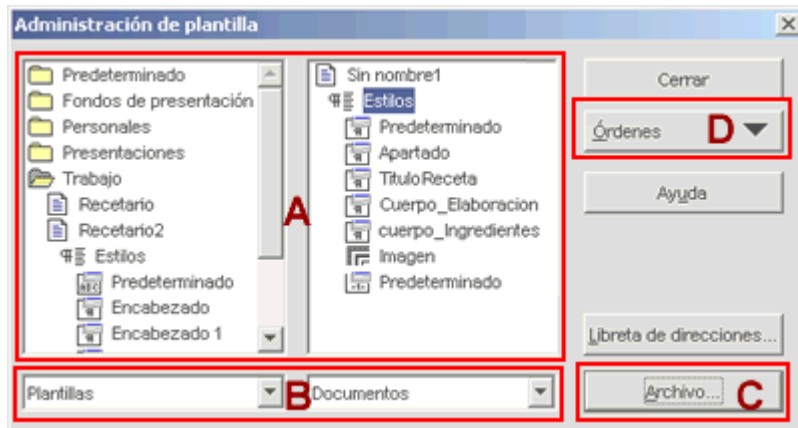 Administración de plantilla
Predeterminado
Fondos de presentación
Personales
Presentaciones
Trabajo
Recetario
Recetario2
Estilos
Predeterminado
Encabezado
Encabezado 1
A
Sin nombre1
Estilos
Predeterminado
Apartado
TituloReceta
Cuerpo_Elaboracion
cuerpo_Ingredientes
Imagen
Predeterminado
Cerrar
Órdenes D
Ayuda
Libreta de direcciones...
Plantillas B Documentos
Archivo... C